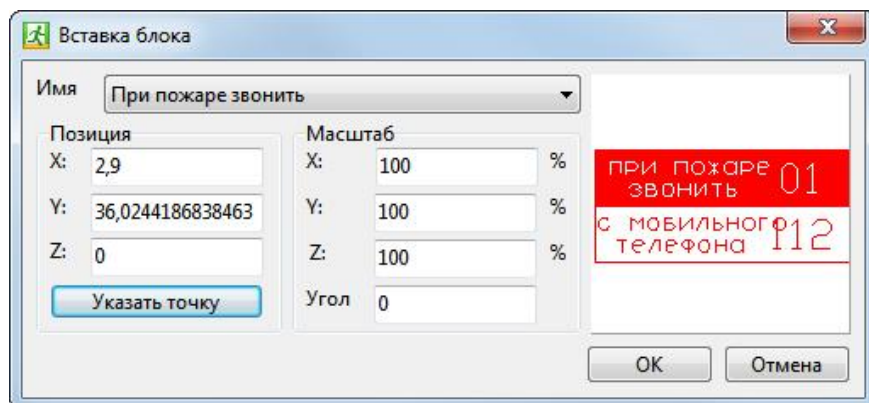 Вставка блока
Имя
При пожаре звонить
Позиция
X: 2,9
Y: 36,0244186838463
Z: 0
Указать точку
Масштаб
X: 100 %
Y: 100 %
Z: 100 %
Угол 0
при пожаре 01
звонить
с мобильного 112
телефона
OK
Отмена